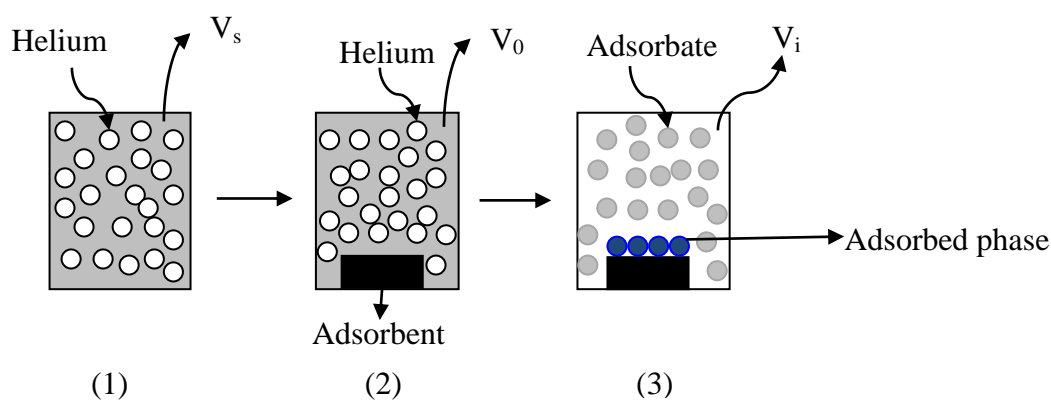 Helium
Vs
Helium
V0
Adsorbate
Vi
Adsorbed phase
Adsorbent
(1)
(2)
(3)